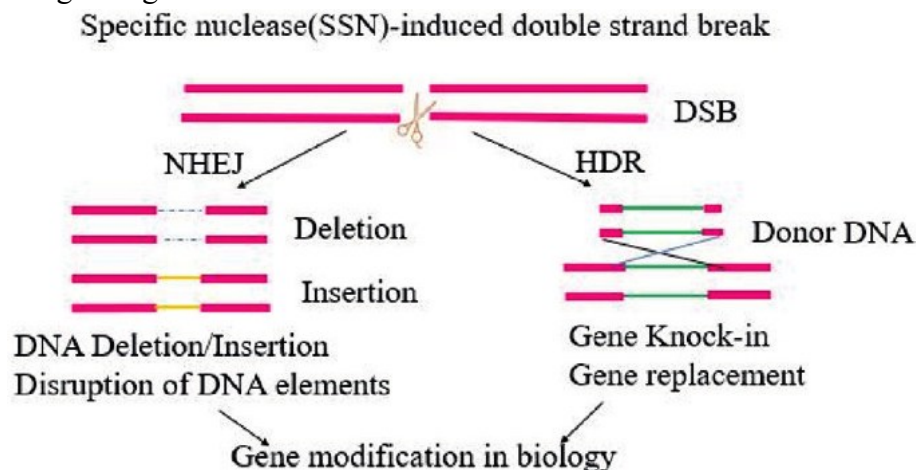 Specific nuclease(SSN)-induced double strand break
DSB
NHEJ
HDR
Deletion
Donor DNA
Insertion
DNA Deletion/Insertion
Disruption of DNA elements
Gene Knock-in
Gene replacement
Gene modification in biology